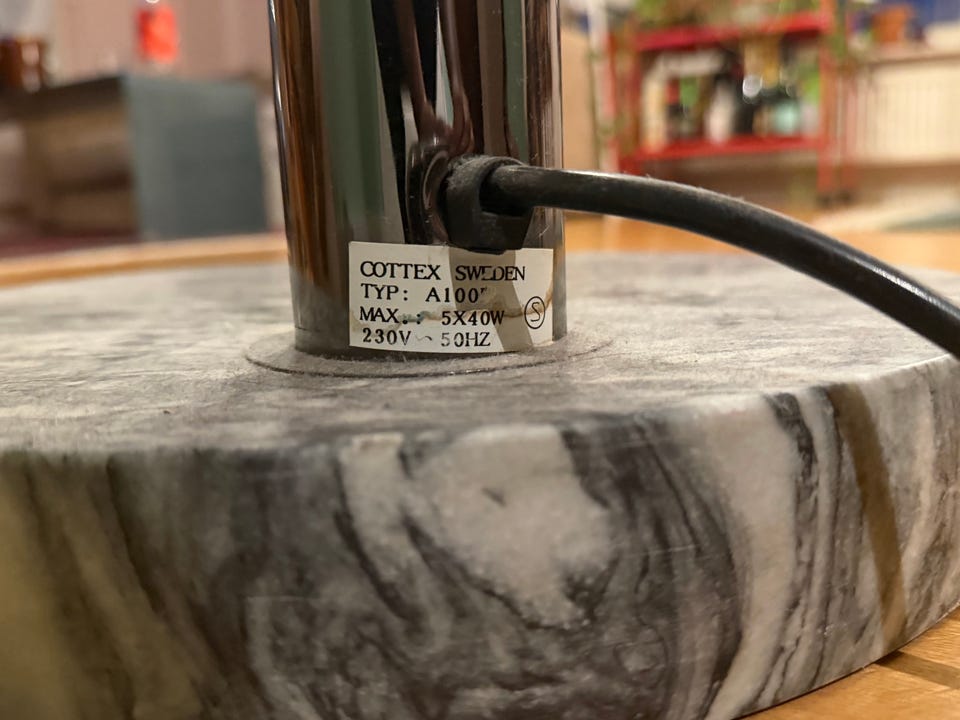 COTTEX SWEDEN
TYP:
MAX.: 5X40W Ⓢ
230V ~ 50HZ